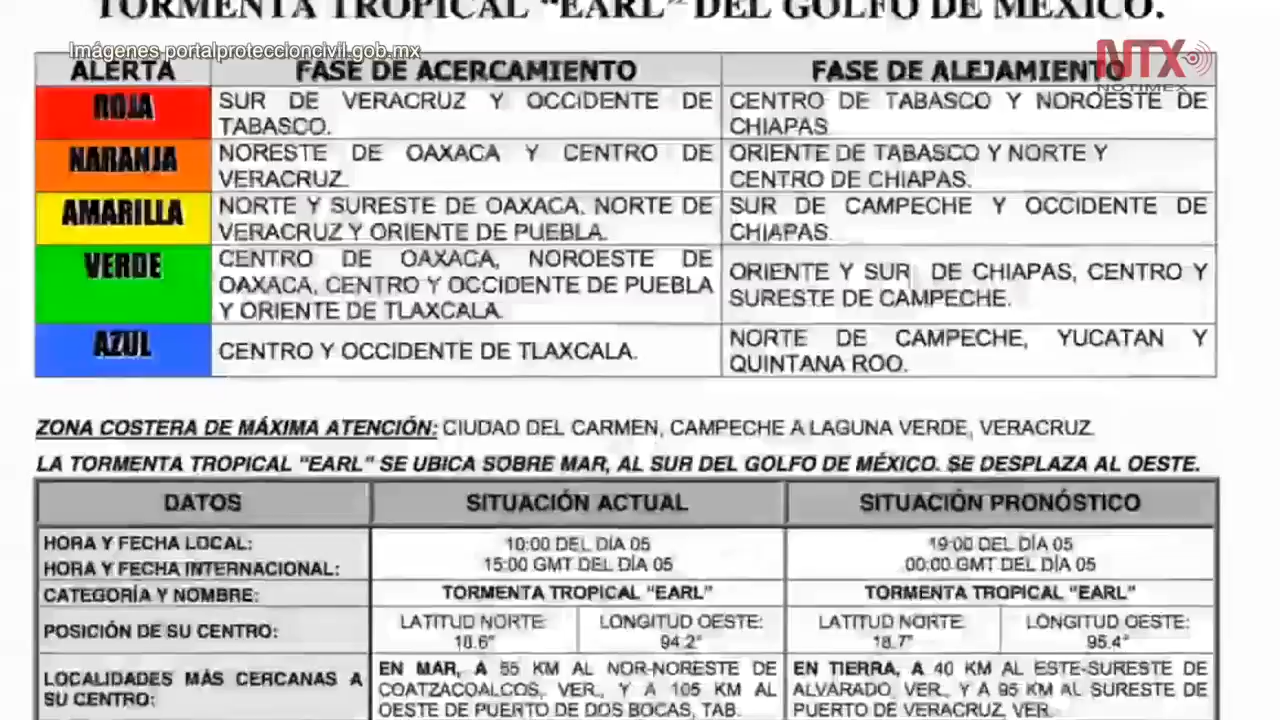 TORMENTA TROPICAL "EARL" DEL GOLFO DE MÉXICO.
Imágenes portalproteccioncivil.gob.mx
NTX
NOTIMEX
ALERTA FASE DE ACERCAMIENTO FASE DE ALEJAMIENTO
ROJA
SUR DE VERACRUZ Y OCCIDENTE DE
TABASCO.
CENTRO DE TABASCO Y NOROESTE DE
CHIAPAS
NARANJA
NORESTE DE OAXACA Y CENTRO DE
VERACRUZ.
ORIENTE DE TABASCO Y NORTE Y
CENTRO DE CHIAPAS.
AMARILLA
NORTE Y SURESTE DE OAXACA, NORTE DE
VERACRUZ Y ORIENTE DE PUEBLA.
SUR DE CAMPECHE Y OCCIDENTE DE
CHIAPAS.
VERDE
CENTRO DE OAXACA, NOROESTE DE
OAXACA, CENTRO Y OCCIDENTE DE PUEBLA
Y ORIENTE DE TLAXCALA.
ORIENTE Y SUR DE CHIAPAS, CENTRO Y
SURESTE DE CAMPECHE.
AZUL
CENTRO Y OCCIDENTE DE TLAXCALA.
NORTE DE CAMPECHE, YUCATAN Y
QUINTANA ROO.
ZONA COSTERA DE MÁXIMA ATENCIÓN: CIUDAD DEL CARMEN, CAMPECHE A LAGUNA VERDE, VERACRUZ
LA TORMENTA TROPICAL "EARL" SE UBICA SOBRE MAR, AL SUR DEL GOLFO DE MÉXICO. SE DESPLAZA AL OESTE.
DATOS SITUACIÓN ACTUAL SITUACIÓN PRONÓSTICO
HORA Y FECHA LOCAL: 10:00 DEL DÍA 05 19:00 DEL DÍA 05
HORA Y FECHA INTERNACIONAL: 15:00 GMT DEL DÍA 05 00:00 GMT DEL DÍA 05
CATEGORÍA Y NOMBRE: TORMENTA TROPICAL "EARL" TORMENTA TROPICAL "EARL"
POSICIÓN DE SU CENTRO:
LATITUD NORTE: LONGITUD OESTE: LATITUD NORTE: LONGITUD OESTE:
18.6° 94.2° 18.7° 95.4°
LOCALIDADES MÁS CERCANAS A
SU CENTRO:
EN MAR, A 55 KM AL NOR-NORESTE DE
COATZACOALCOS, VER., Y A 105 KM AL
OESTE DE PUERTO DE DOS BOCAS, TAB.
EN TIERRA, A 40 KM AL ESTE-SURESTE DE
ALVARADO, VER., Y A 95 KM AL SURESTE DE
PUERTO DE VERACRUZ, VER.